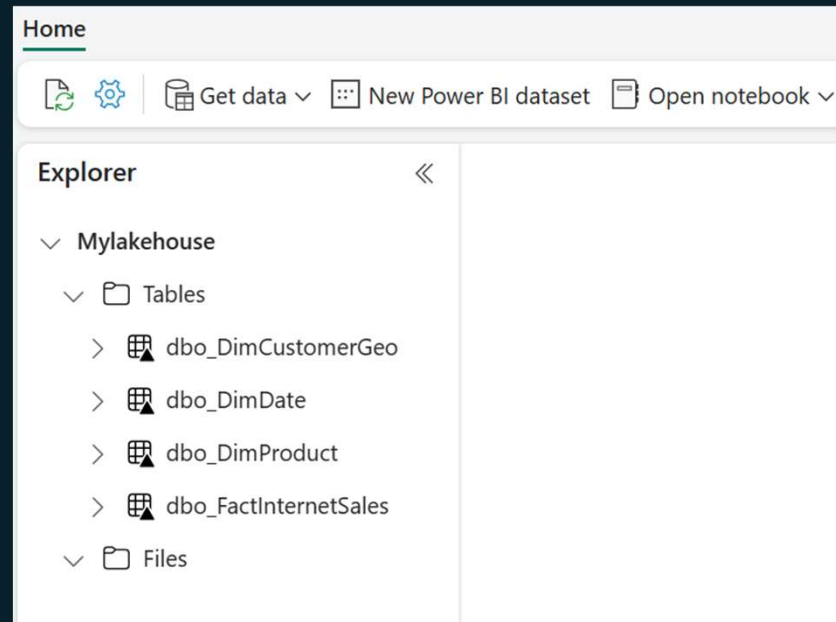 Home
Get data New Power BI dataset Open notebook
Explorer
Mylakehouse
Tables
dbo_DimCustomerGeo
dbo_DimDate
dbo_DimProduct
dbo_FactInternetSales
Files